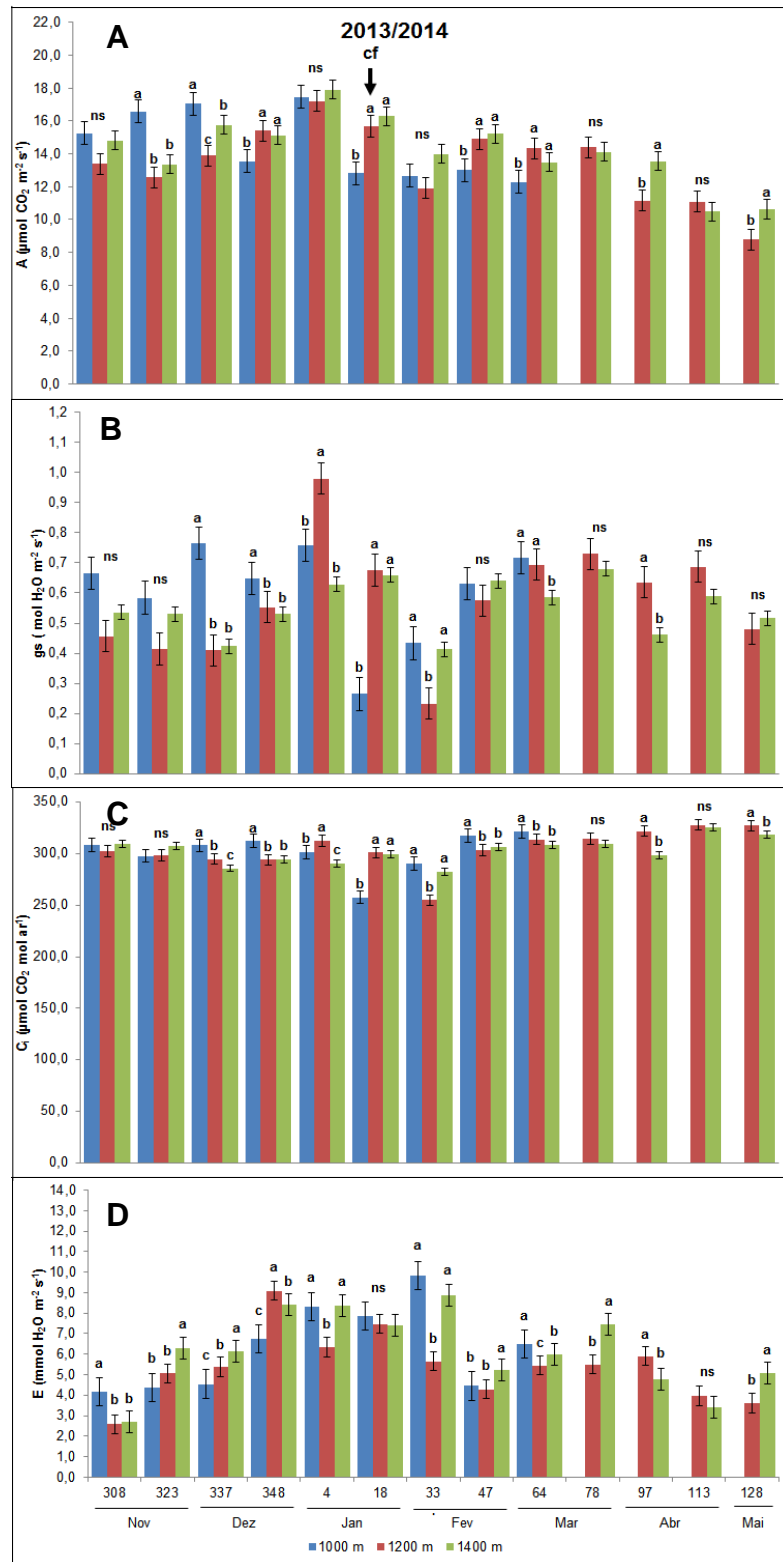 A
2013/2014
cf
22,0
20,0
18,0
16,0
14,0
12,0
10,0
8,0
6,0
4,0
2,0
0,0
A (µmol CO2 m-2 s-1)
ns
a
b
b
a
c
b
b
a
a
ns
b
a
a
ns
b
a
a
b
a
a
ns
b
a
ns
b
a
B
1,2
1,1
1,0
0,9
0,8
0,7
0,6
0,5
0,4
0,3
0,2
0,1
0,0
gs ( mol H2O m-2 s-1)
ns
ns
a
b
b
a
b
b
b
a
b
b
a
a
a
b
a
ns
a
a
b
ns
a
b
a
b
ns
C
350,0
300,0
250,0
200,0
150,0
100,0
50,0
0,0
Ci (µmol CO2 mol ar-1)
ns
ns
a
b
c
a
b
b
b
a
c
b
a
a
a
b
a
a
b
b
a
b
b
ns
a
b
ns
a
b
D
14,0
13,0
12,0
11,0
10,0
9,0
8,0
7,0
6,0
5,0
4,0
3,0
2,0
1,0
0,0
E (mmol H2O m-2 s-1)
a
b
b
b
b
a
c
b
a
c
a
b
a
b
a
ns
a
b
a
b
b
a
a
c
b
b
a
a
b
ns
b
a
308 323 337 348 4 18 33 47 64 78 97 113 128
Nov Dez Jan Fev Mar Abr Mai
1000 m 1200 m 1400 m